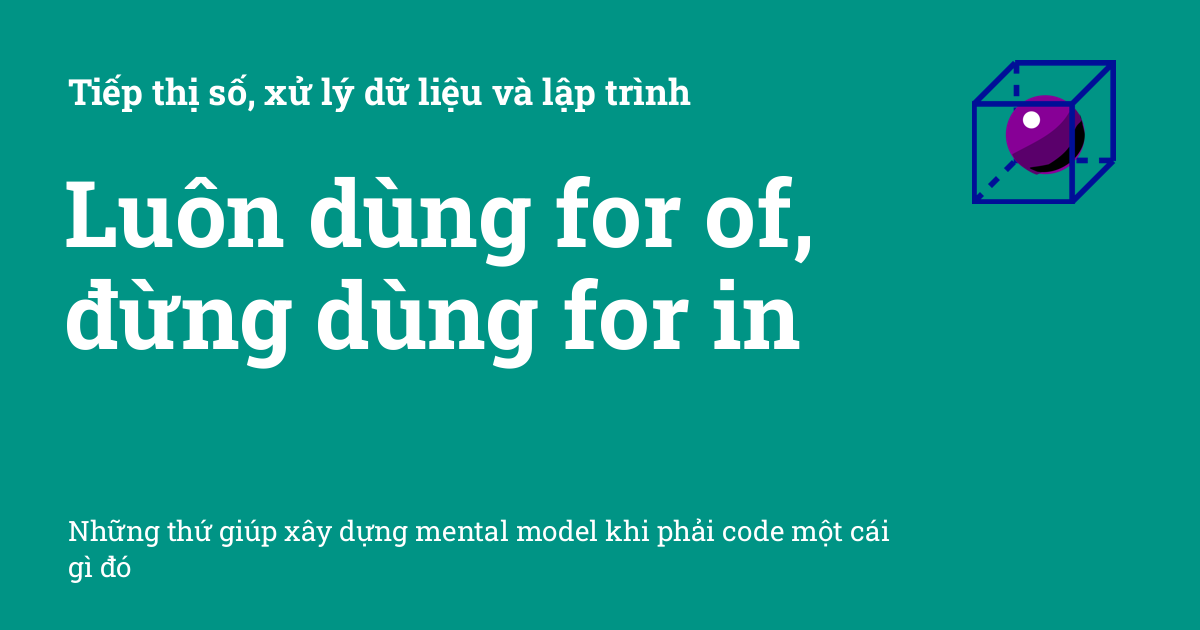 Tiếp thị số, xử lý dữ liệu và lập trình
Luôn dùng for of,
đừng dùng for in
Những thứ giúp xây dựng mental model khi phải code một cái
gì đó